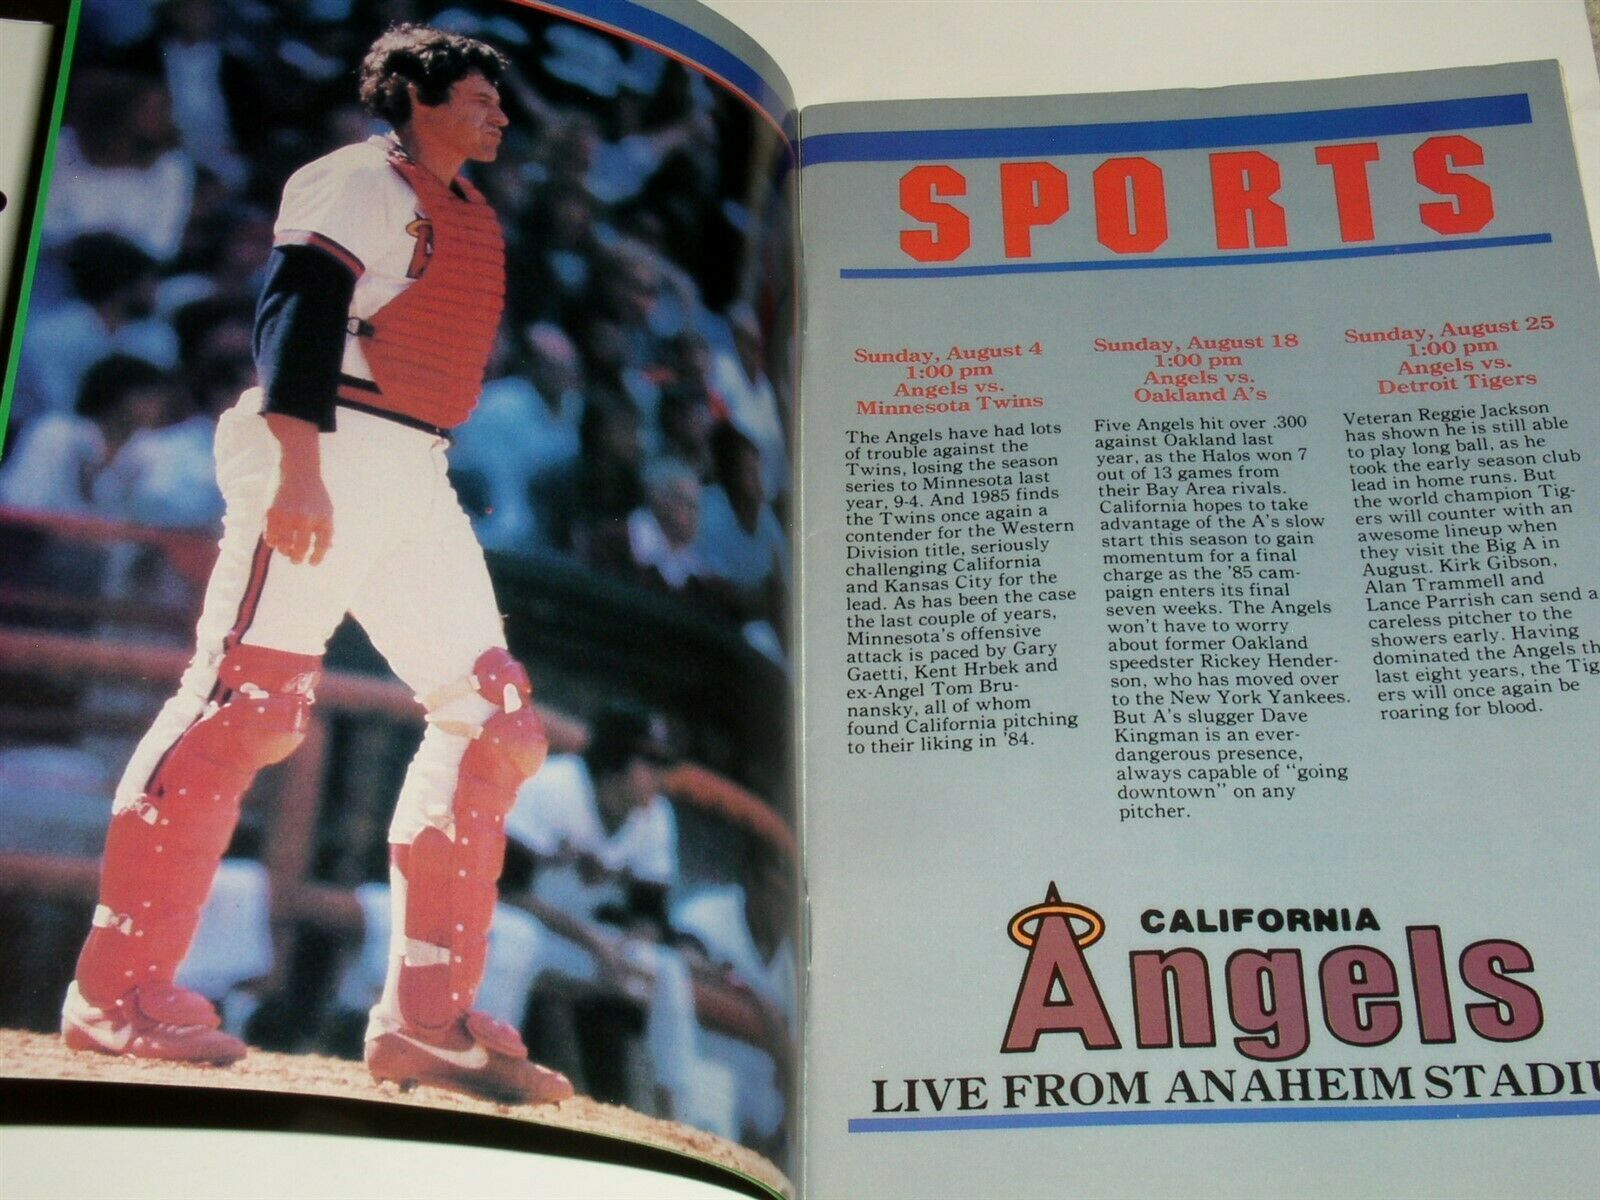 SPORTS
Sunday, August 4
1:00 pm
Angels vs.
Minnesota Twins
The Angels have had lots
of trouble against the
Twins, losing the season
series to Minnesota last
year, 9-4. And 1985 finds
the Twins once again a
contender for the Western
Division title, seriously
challenging California
and Kansas City for the
lead. As has been the case
the last couple of years,
Minnesota's offensive
attack is paced by Gary
Gaetti, Kent Hrbek and
ex-Angel Tom Bru-
nansky, all of whom
found California pitching
to their liking in '84.
Sunday, August 18
1:00 pm
Angels vs.
Oakland A's
Five Angels hit over .300
against Oakland last
year, as the Halos won 7
out of 13 games from
their Bay Area rivals.
California hopes to take
advantage of the A's slow
start this season to gain
momentum for a final
charge as the '85 cam-
paign enters its final
seven weeks. The Angels
won't have to worry
about former Oakland
speedster Rickey Hender-
son, who has moved over
to the New York Yankees.
But A's slugger Dave
Kingman is an ever-
dangerous presence,
always capable of "going
downtown" on any
pitcher.
Sunday, August 25
1:00 pm
Angels vs.
Detroit Tigers
Veteran Reggie Jackson
has shown he is still able
to play long ball, as he
took the early season club
lead in home runs. But
the world champion Tig-
ers will counter with an
awesome lineup when
they visit the Big A in
August. Kirk Gibson,
Alan Trammell and
Lance Parrish can send a
careless pitcher to the
showers early. Having
dominated the Angels th
last eight years, the Tig
ers will once again be
roaring for blood.
CALIFORNIA
Angels
LIVE FROM ANAHEIM STADIU